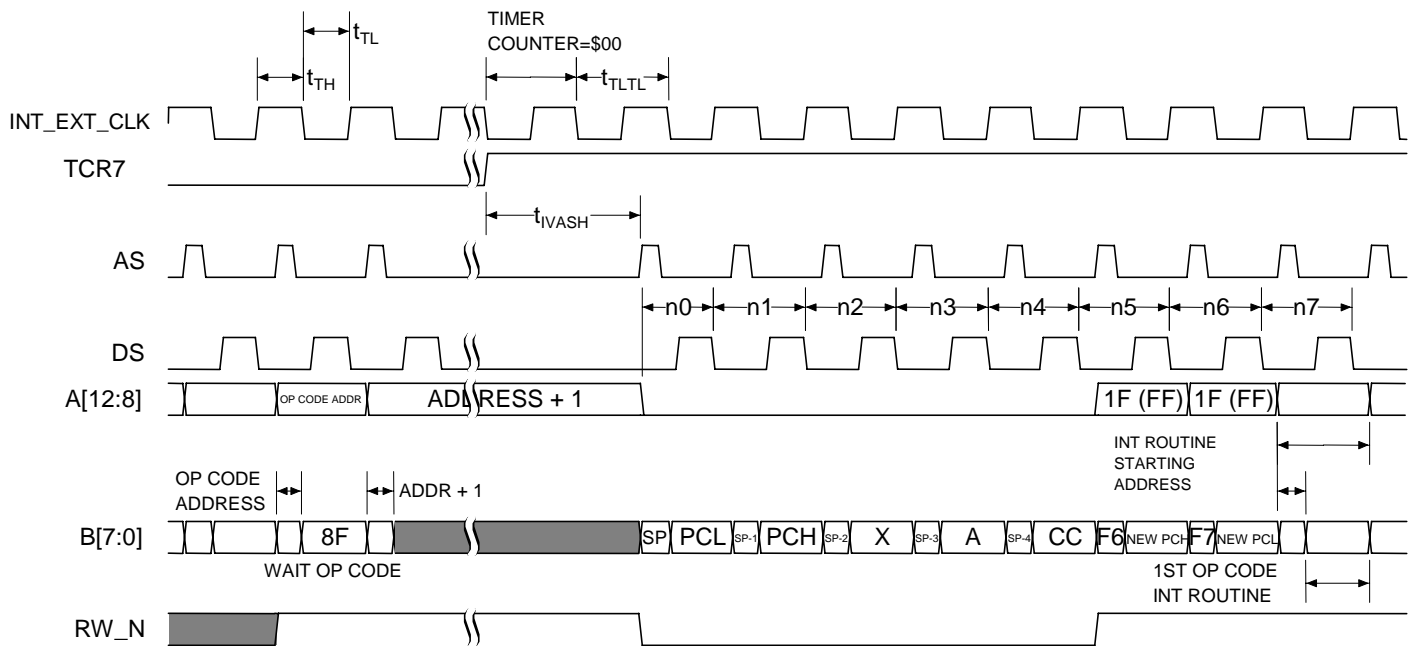 TIMER
COUNTER=$00
tTL
tTH
tTLTL
INT_EXT_CLK
TCR7
tIVASH
AS
n0 n1 n2 n3 n4 n5 n6 n7
DS
A[12:8]
OP CODE ADDR
ADDRESS + 1
1F (FF) 1F (FF)
INT ROUTINE
STARTING
ADDRESS
OP CODE
ADDRESS
ADDR + 1
B[7:0]
8F
SP PCL SP-1 PCH SP-2 X SP-3 A SP-4 CC F6 NEW PCH F7 NEW PCL
WAIT OP CODE
1ST OP CODE
INT ROUTINE
RW_N